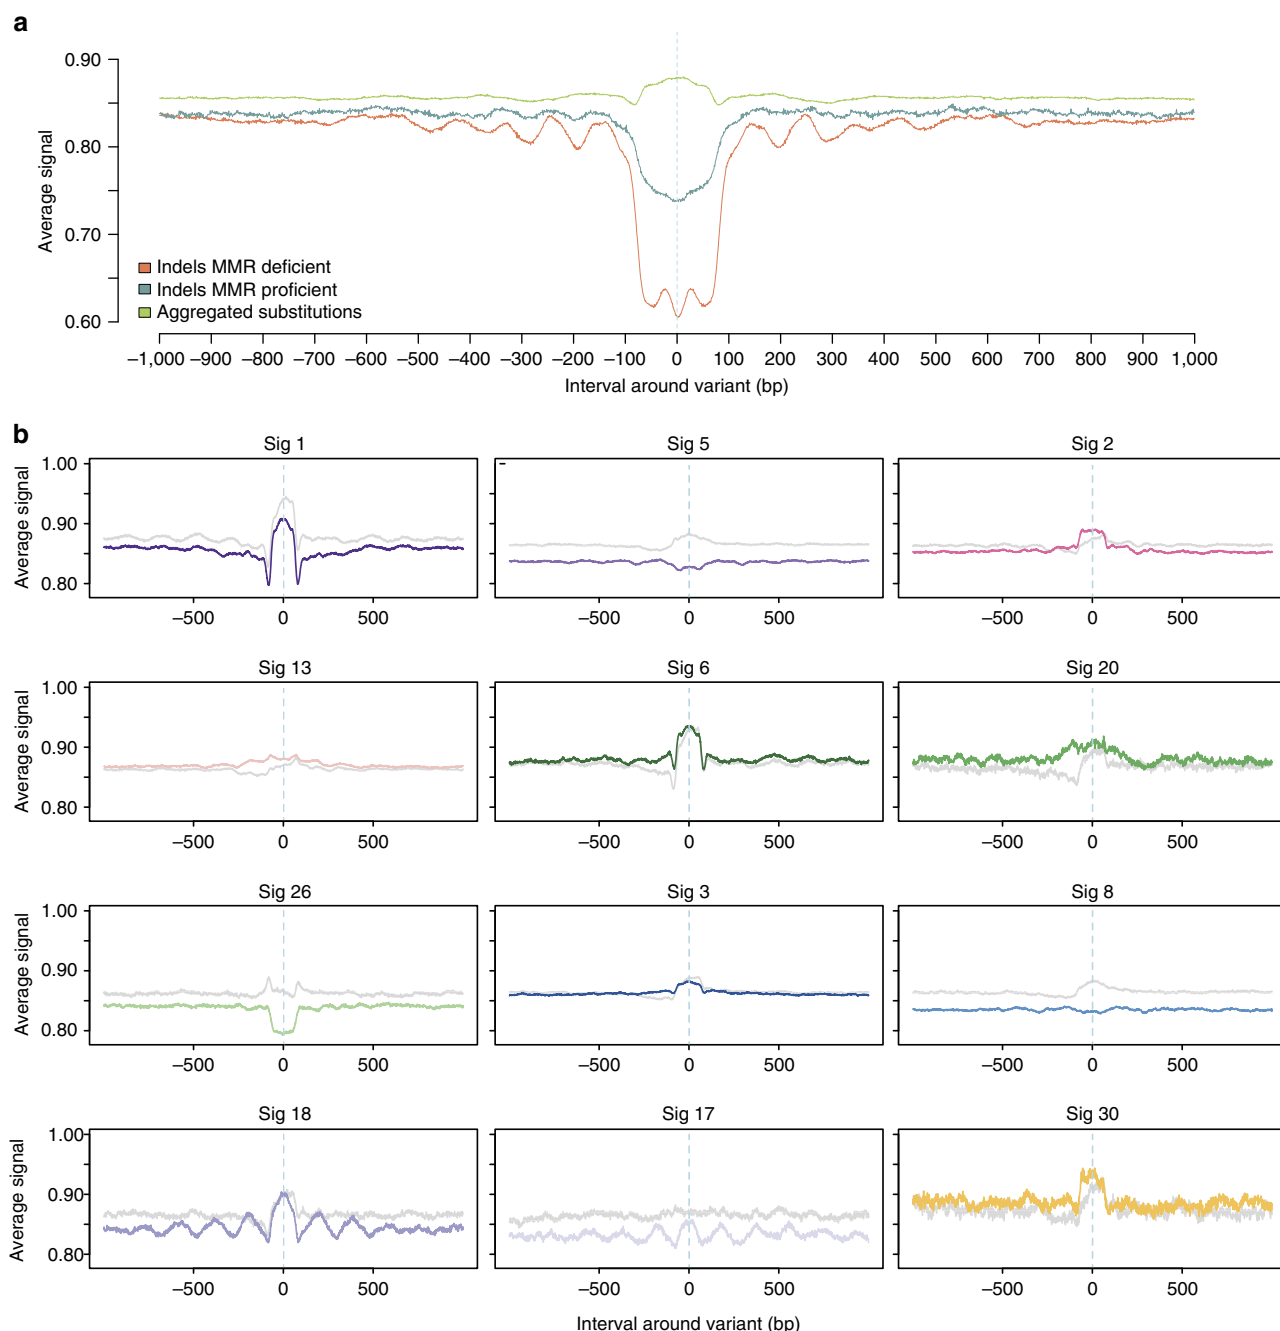 a
0.90
0.80
0.70
0.60
Average signal
Indels MMR deficient
Indels MMR proficient
Aggregated substitutions
−1,000 −900 −800 −700 −600 −500 −400 −300 −200 −100 0 100 200 300 400 500 600 700 800 900 1,000
Interval around variant (bp)
b
Sig 1 Sig 5 Sig 2
1.00
0.90
0.80
Average signal
−500 0 500 −500 0 500 −500 0 500
Sig 13 Sig 6 Sig 20
1.00
0.90
0.80
Average signal
−500 0 500 −500 0 500 −500 0 500
Sig 26 Sig 3 Sig 8
1.00
0.90
0.80
Average signal
−500 0 500 −500 0 500 −500 0 500
Sig 18 Sig 17 Sig 30
1.00
0.90
0.80
Average signal
−500 0 500 −500 0 500 −500 0 500
Interval around variant (bp)